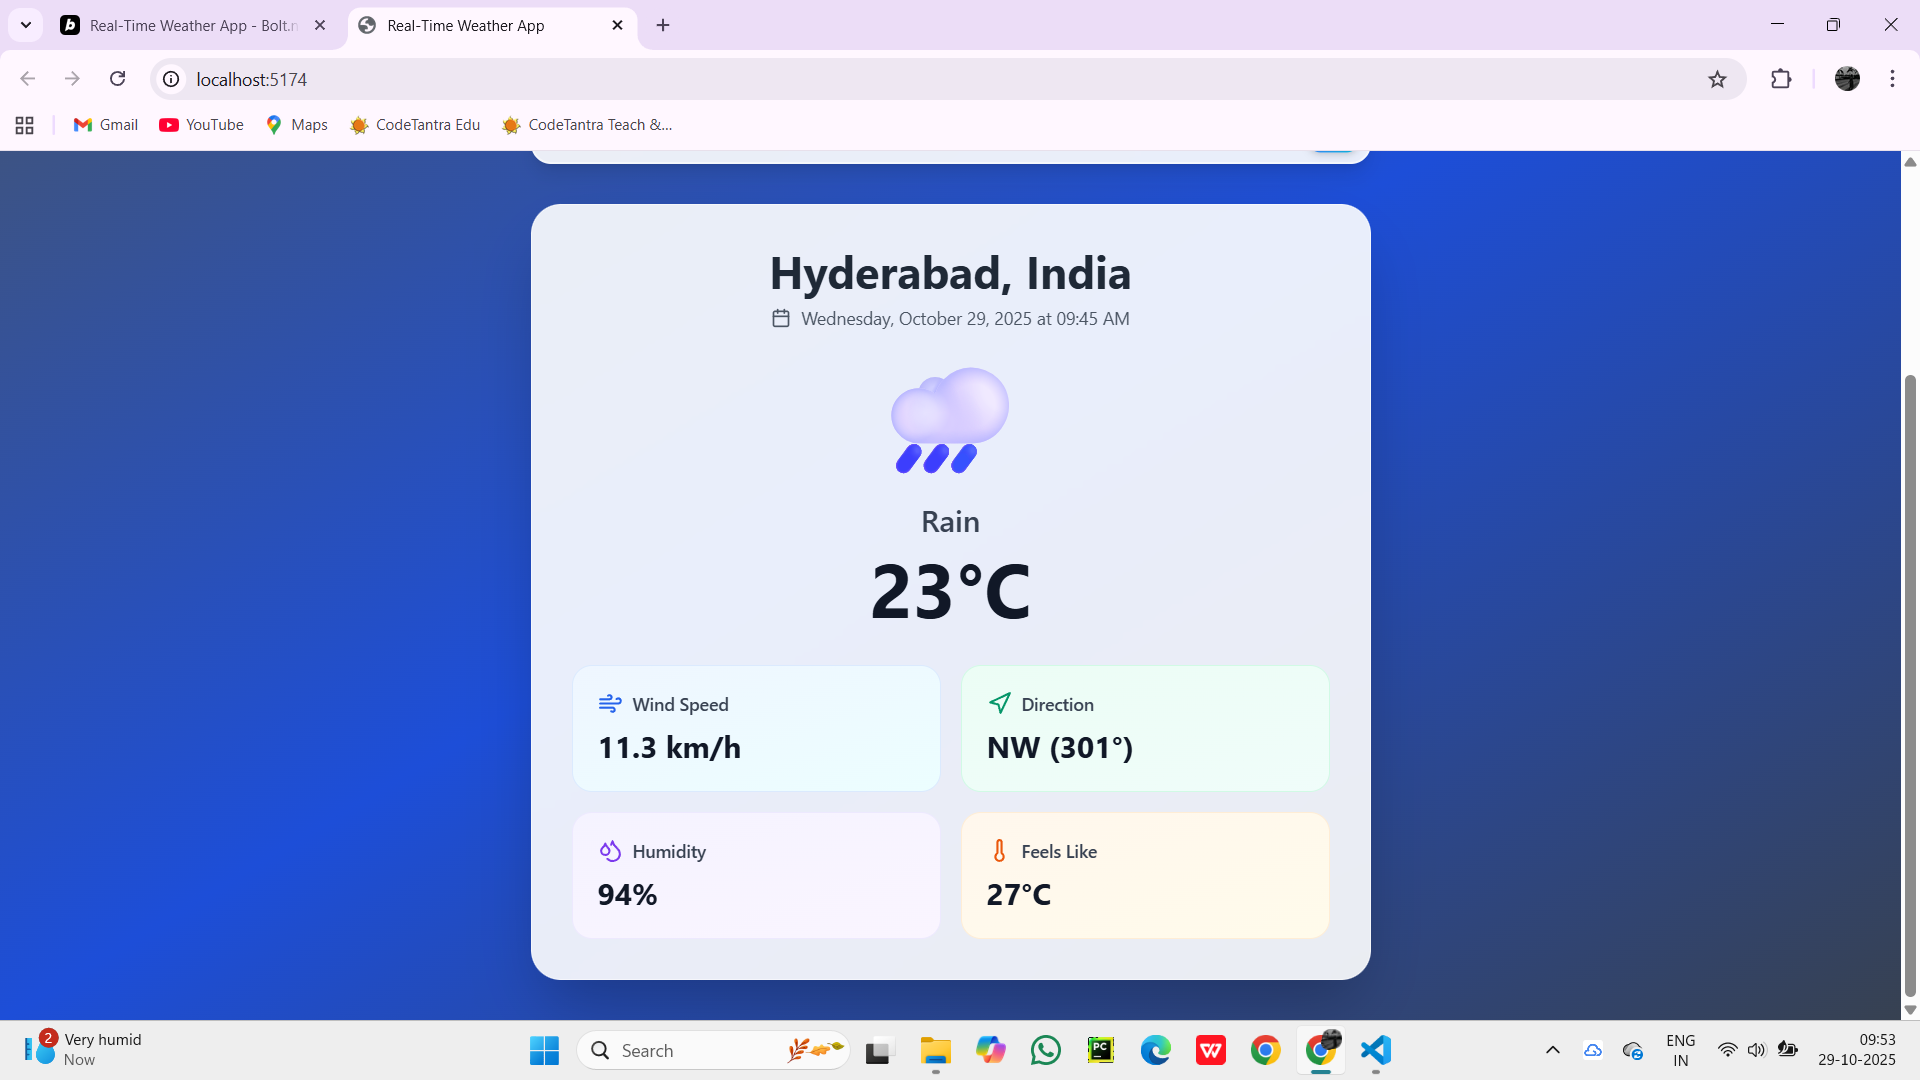 Real-Time Weather App - Bolt.n
Real-Time Weather App
localhost:5174
Gmail
YouTube
Maps
CodeTantra Edu
CodeTantra Teach &...
Hyderabad, India
Wednesday, October 29, 2025 at 09:45 AM
Rain
23°C
Wind Speed
11.3 km/h
Direction
NW (301°)
Humidity
94%
Feels Like
27°C
2
Very humid
Now
Search
PC
W
ENG
IN
09:53
29-10-2025